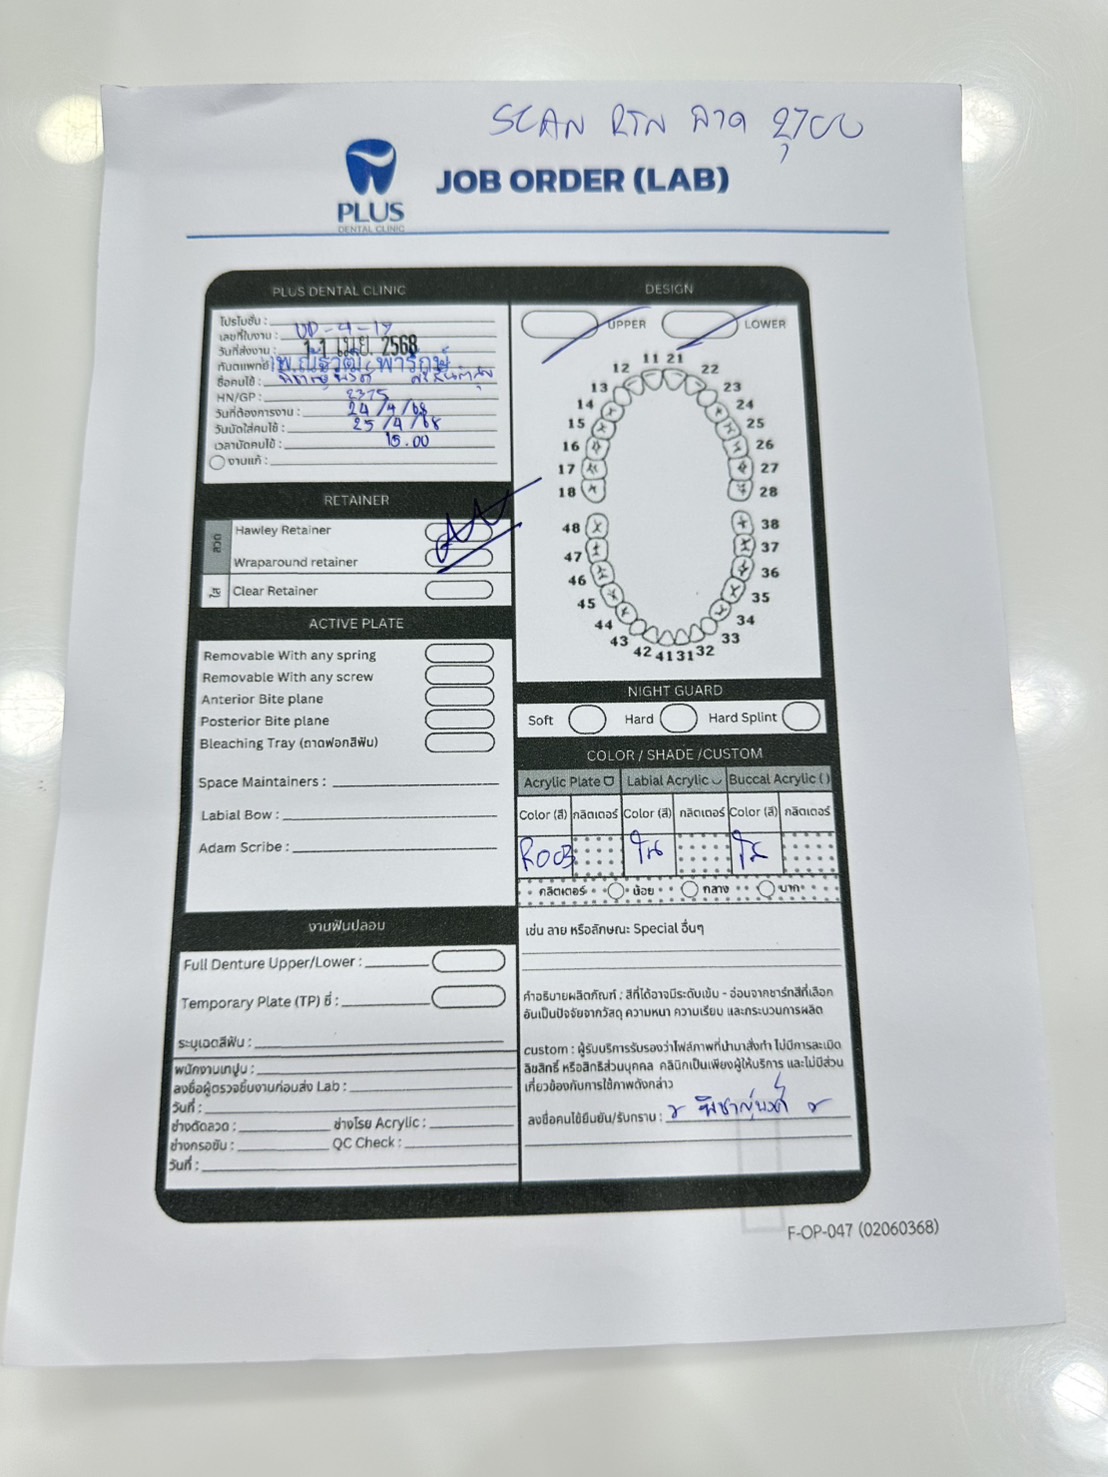 SCAN RTN ลวด
PLUS
DENTAL CLINIC
JOB ORDER (LAB)
PLUS DENTAL CLINIC
โปรโมชั่น :
เลขที่ใบงาน : UP-4-19
วันที่ส่งงาน : 11 เม.ย. 2568
ทันตแพทย์
ชื่อคนไข้ :
HN/GP : 2375
วันที่ต้องการงาน : 24/4/68
วันนัดใส่คนไข้ : 25/4/68
เวลานัดคนไข้ : 15.00
งานแก้ :
RETAINER
ลวด
Hawley Retainer
Wraparound retainer
ใส
Clear Retainer
ACTIVE PLATE
Removable With any spring
Removable With any screw
Anterior Bite plane
Posterior Bite plane
Bleaching Tray (ถาดฟอกสีฟัน)
Space Maintainers :
Labial Bow :
Adam Scribe :
งานฟันปลอม
Full Denture Upper/Lower :
Temporary Plate (TP) ซี่ :
ระบุเฉดสีฟัน :
พนักงานเทปูน :
ลงชื่อผู้ตรวจชิ้นงานก่อนส่ง Lab :
วันที่ :
ช่างดัดลวด : ช่างโรย Acrylic :
ช่างกรอขัน : QC Check :
วันที่ :
DESIGN
UPPER LOWER
11 21
12 22
13 23
14 24
15 25
16 26
17 27
18 28
48 38
47 37
46 36
45 35
44 34
43 33
42 41 31 32
NIGHT GUARD
Soft Hard Hard Splint
COLOR / SHADE /CUSTOM
Acrylic Plate Labial Acrylic Buccal Acrylic ( )
Color (สี) กลิตเตอร์ Color (สี) กลิตเตอร์ Color (สี) กลิตเตอร์
R003
กลิตเตอร์ น้อย กลาง มาก
เช่น ลาย หรือลักษณะ Special อื่นๆ
คำอธิบายผลิตภัณฑ์ : สีที่ได้อาจมีระดับเข้ม - อ่อนจากชาร์ทสีที่เลือก
อันเป็นปัจจัยจากวัสดุ ความหนา ความเรียบ และกระบวนการผลิต
custom : ผู้รับบริการรับรองว่าไฟล์ภาพที่นำมาสั่งทำ ไม่มีการละเมิด
ลิขสิทธิ์ หรือสิทธิส่วนบุคคล คลินิกเป็นเพียงผู้ให้บริการ และไม่มีส่วน
เกี่ยวข้องกับการใช้ภาพดังกล่าว
ลงชื่อคนไข้ยืนยัน/รับทราบ :
F-OP-047 (02060368)